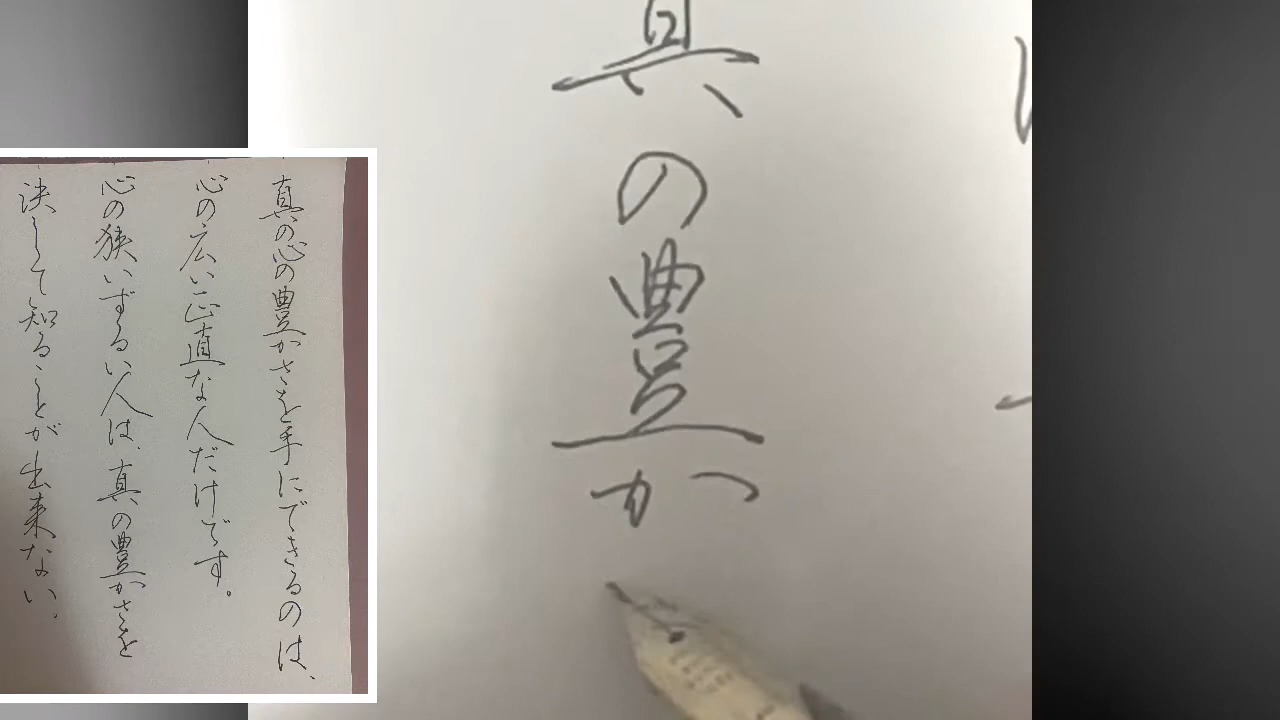 真の豊か
真の心の豊かさを手にできるのは、
心の広い正直な人だけです。
心の狭いずるい人は、真の豊かさを
決して知ることが出来ない。